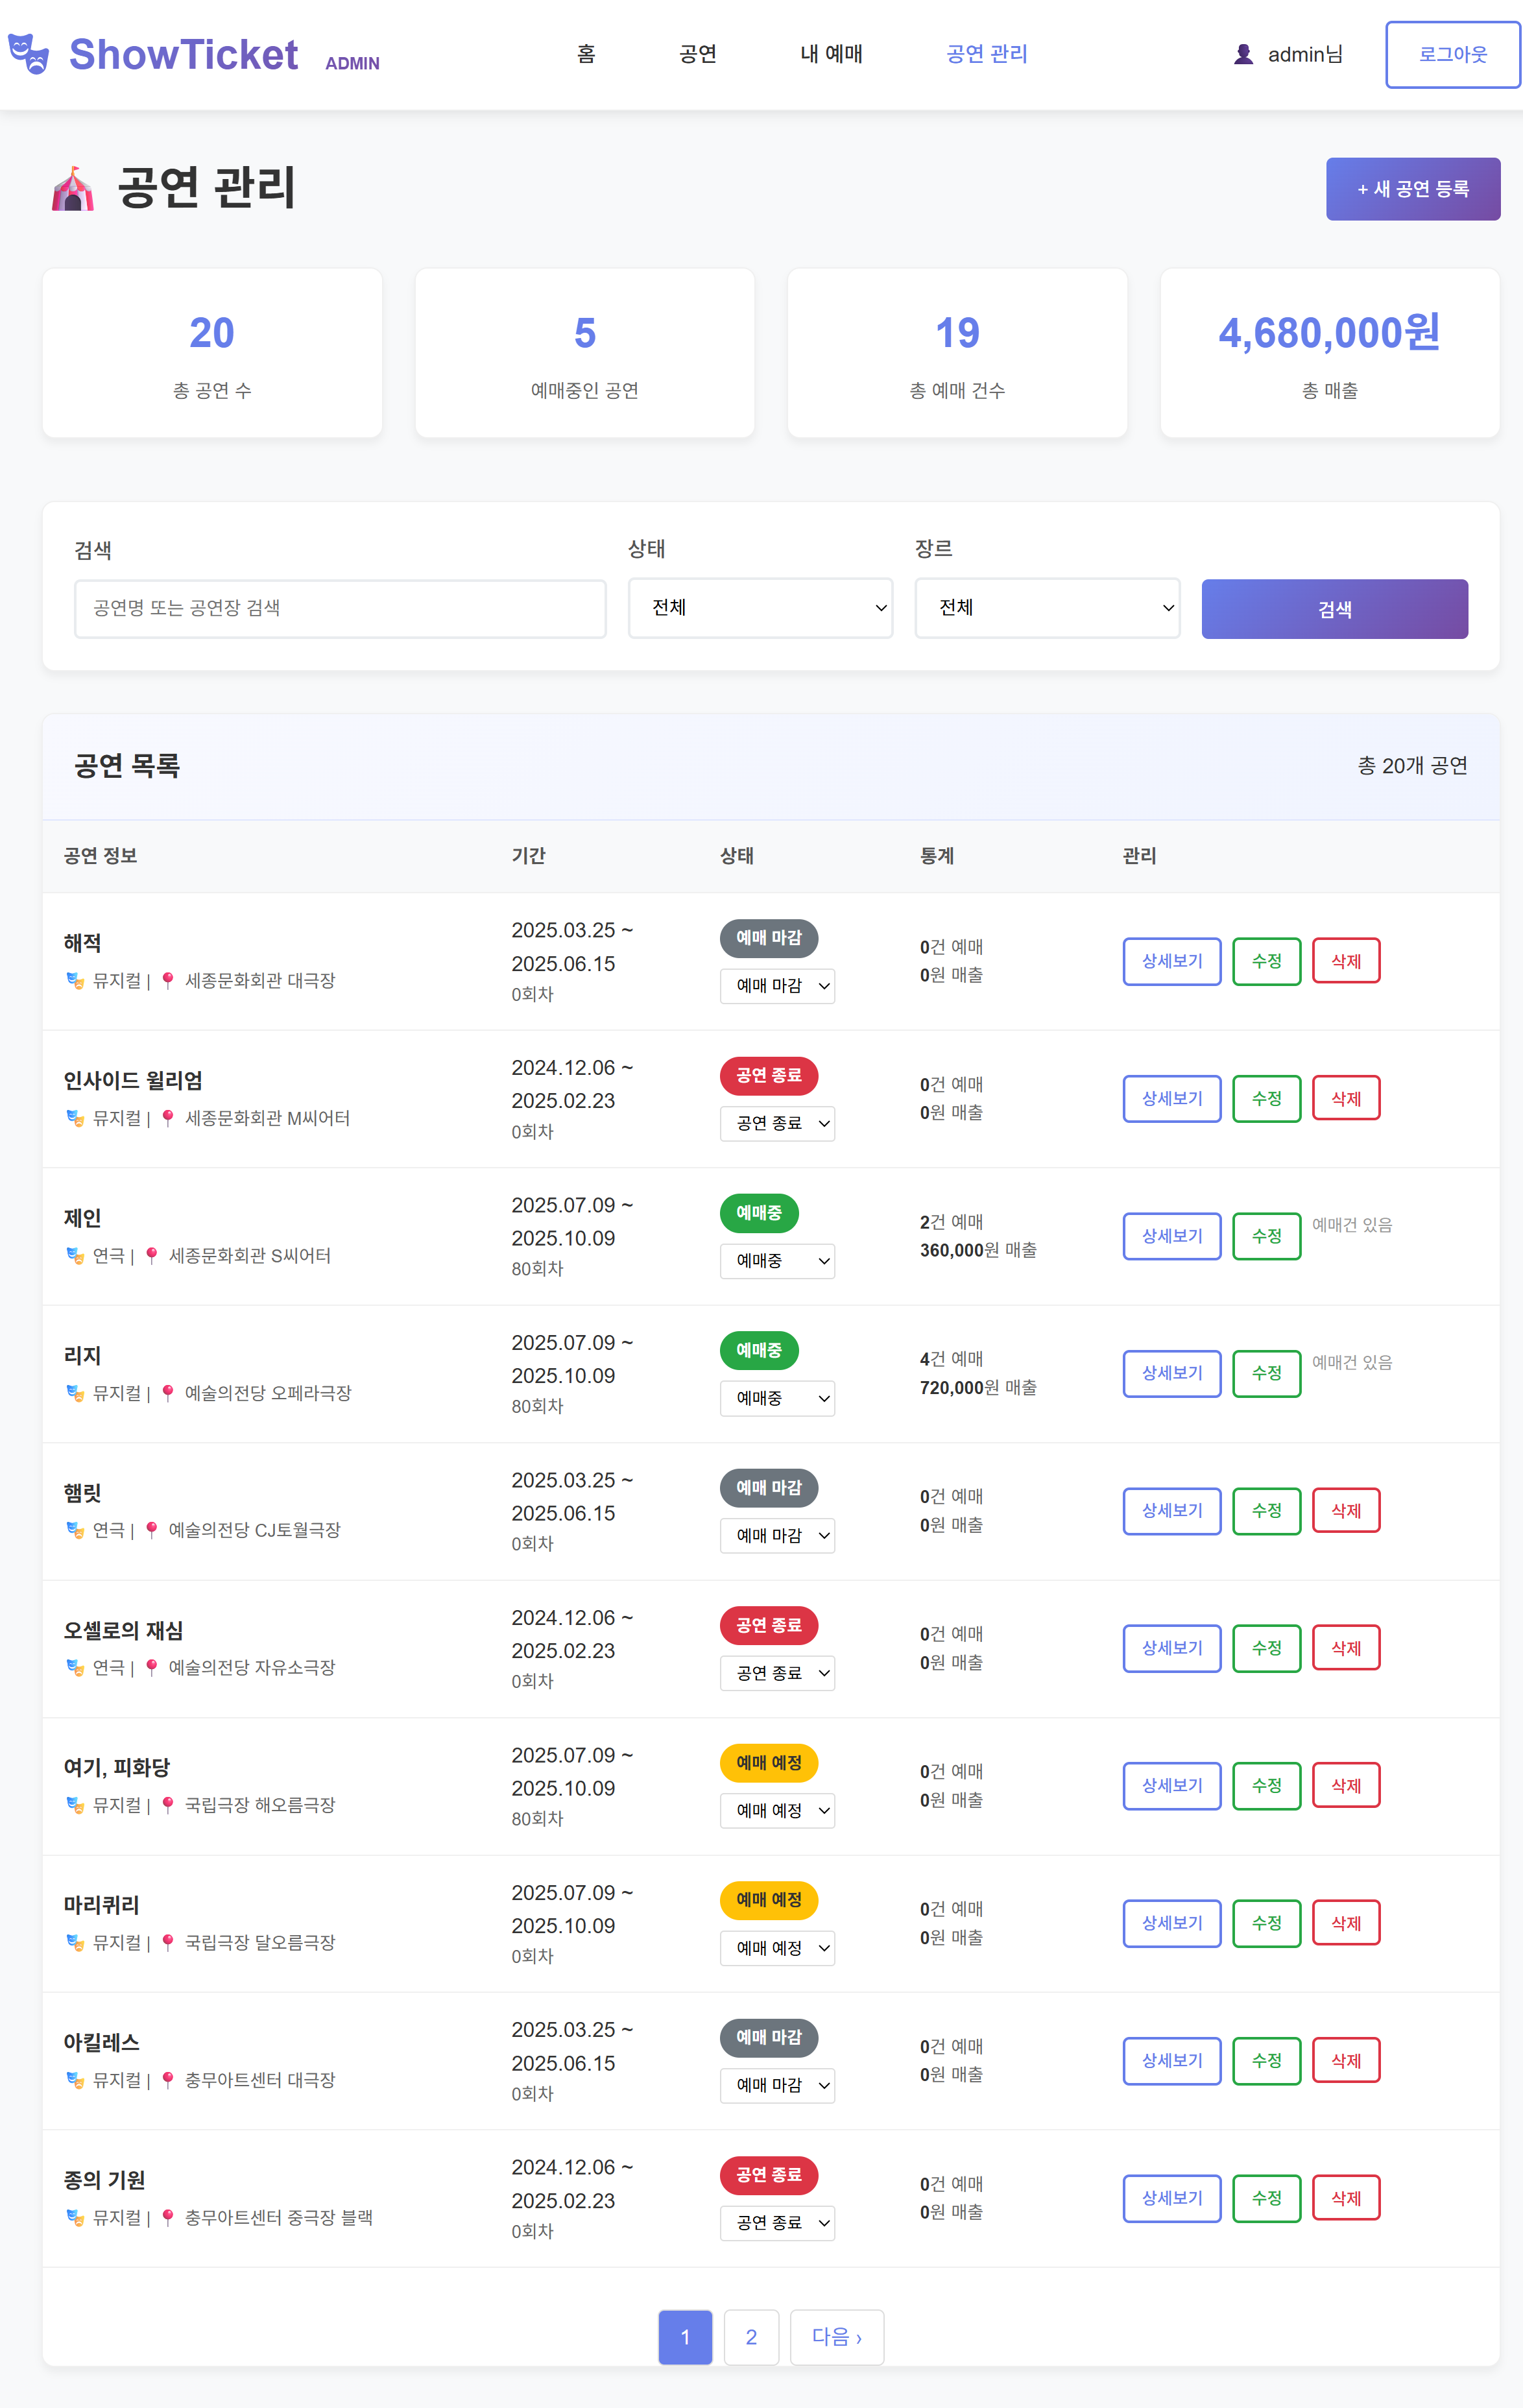 ShowTicket ADMIN
홈
공연
내 예매
공연 관리
admin님
로그아웃
공연 관리
+ 새 공연 등록
20
총 공연 수
5
예매중인 공연
19
총 예매 건수
4,680,000원
총 매출
검색
공연명 또는 공연장 검색
상태
전체
장르
전체
검색
공연 목록
총 20개 공연
공연 정보
기간
상태
통계
관리
해적
뮤지컬 | 세종문화회관 대극장
2025.03.25 ~
2025.06.15
0회차
예매 마감
예매 마감
0건 예매
0원 매출
상세보기
수정
삭제
인사이드 윌리엄
뮤지컬 | 세종문화회관 M씨어터
2024.12.06 ~
2025.02.23
0회차
공연 종료
공연 종료
0건 예매
0원 매출
상세보기
수정
삭제
제인
연극 | 세종문화회관 S씨어터
2025.07.09 ~
2025.10.09
80회차
예매중
예매중
2건 예매
360,000원 매출
상세보기
수정
예매건 있음
리지
뮤지컬 | 예술의전당 오페라극장
2025.07.09 ~
2025.10.09
80회차
예매중
예매중
4건 예매
720,000원 매출
상세보기
수정
예매건 있음
햄릿
연극 | 예술의전당 CJ토월극장
2025.03.25 ~
2025.06.15
0회차
예매 마감
예매 마감
0건 예매
0원 매출
상세보기
수정
삭제
오셀로의 재심
연극 | 예술의전당 자유소극장
2024.12.06 ~
2025.02.23
0회차
공연 종료
공연 종료
0건 예매
0원 매출
상세보기
수정
삭제
여기, 피화당
뮤지컬 | 국립극장 해오름극장
2025.07.09 ~
2025.10.09
80회차
예매 예정
예매 예정
0건 예매
0원 매출
상세보기
수정
삭제
마리퀴리
뮤지컬 | 국립극장 달오름극장
2025.07.09 ~
2025.10.09
0회차
예매 예정
예매 예정
0건 예매
0원 매출
상세보기
수정
삭제
아킬레스
뮤지컬 | 충무아트센터 대극장
2025.03.25 ~
2025.06.15
0회차
예매 마감
예매 마감
0건 예매
0원 매출
상세보기
수정
삭제
종의 기원
뮤지컬 | 충무아트센터 중극장 블랙
2024.12.06 ~
2025.02.23
0회차
공연 종료
공연 종료
0건 예매
0원 매출
상세보기
수정
삭제
1
2
다음 ›